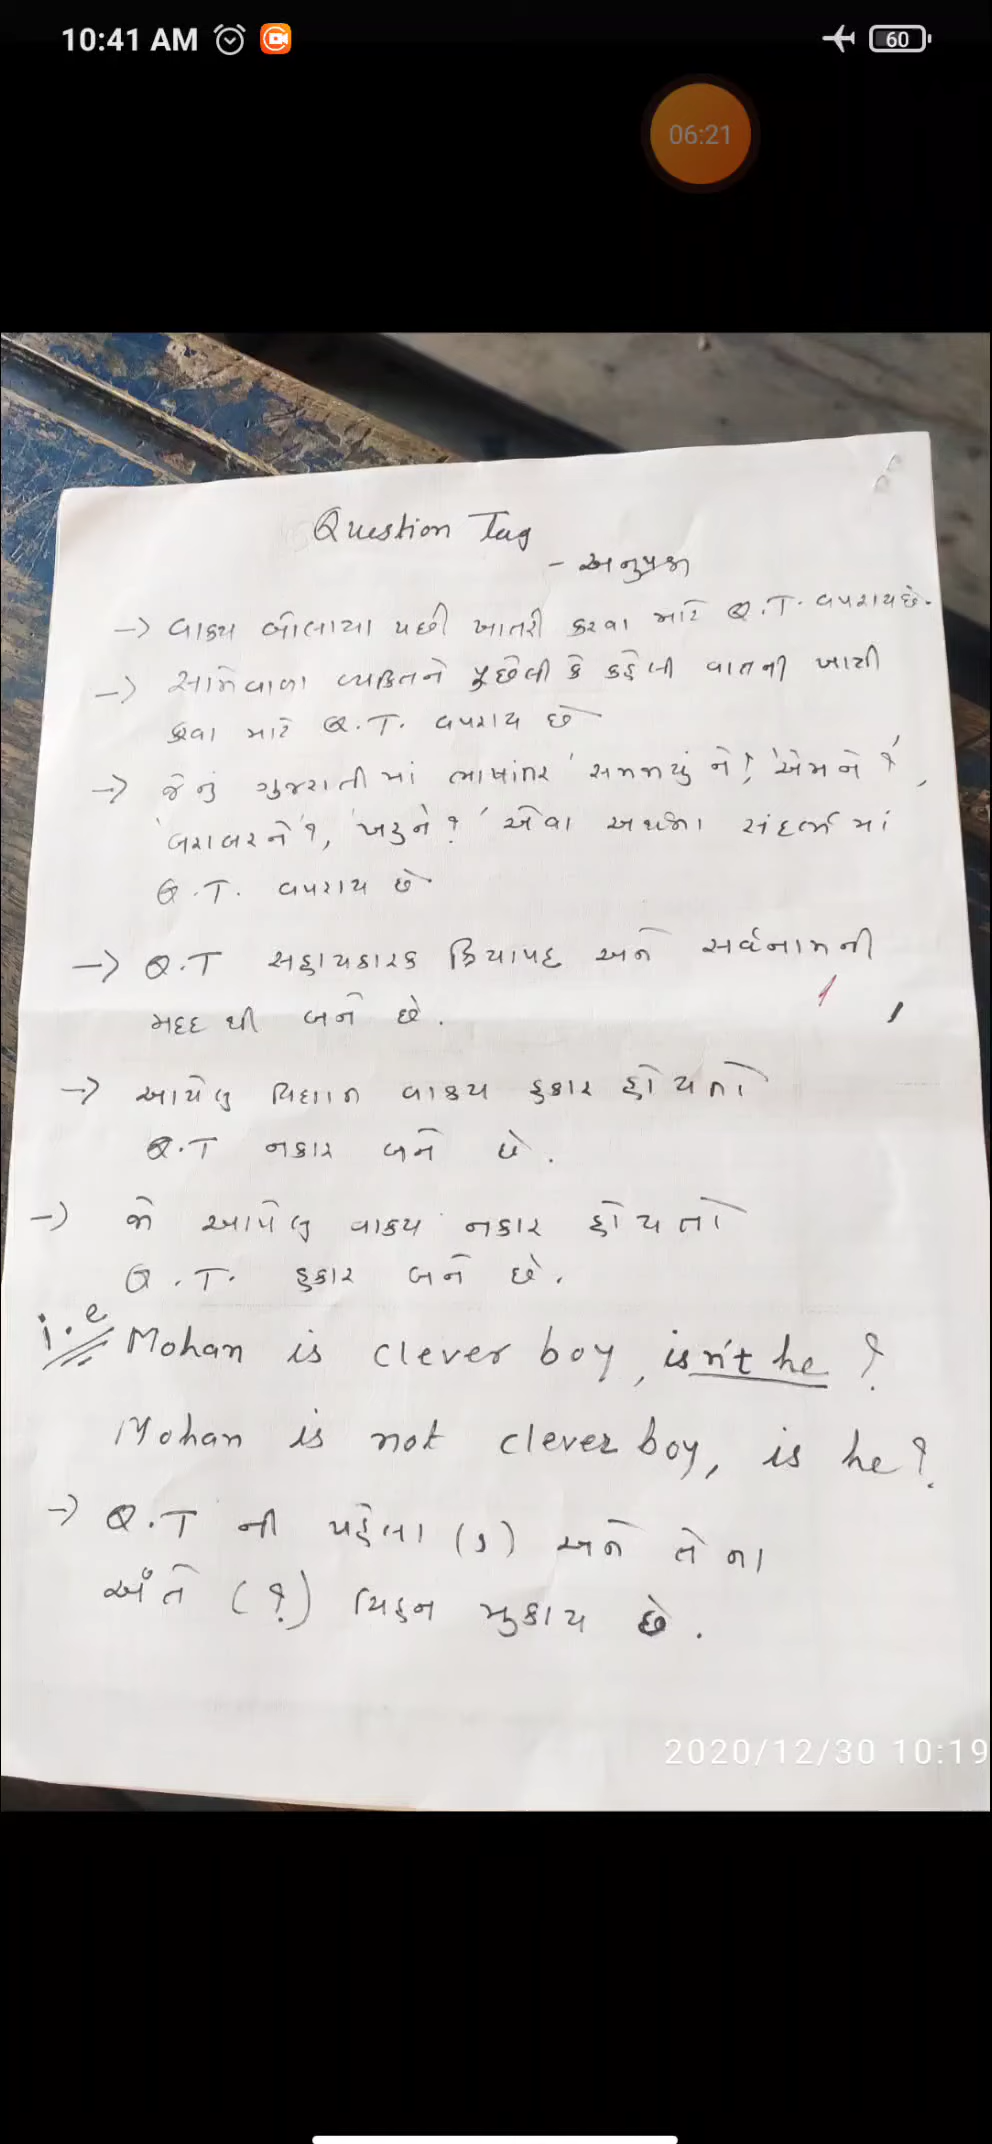 10:41 AM
60
06:21
Question Tag
- અનુપ્રશ્ન
-> વાક્ય બોલાયા પછી ખાતરી કરવા માટે Q.T. વપરાય છે.
-> સામેવાળા વ્યક્તિને પુછેલી કે કહેલી વાતની ખાત્રી
કરવા માટે Q.T. વપરાય છે
-> જેનું ગુજરાતીમાં ભાષાંતર 'સમજ્યું ને!' 'એમ ને?',
'બરાબર ને?', 'ખરુ ને?' એવા અર્થના સંદર્ભમાં
Q.T. વપરાય છે
-> Q.T સહાયકારક ક્રિયાપદ અને સર્વનામની
મદદ થી બને છે.
-> આપેલુ વિધાન વાક્ય હકાર હોય તો
Q.T નકાર બને છે.
-> જો આપેલુ વાક્ય નકાર હોય તો
Q.T. હકાર બને છે.
i.e Mohan is clever boy, isn't he?
Mohan is not clever boy, is he?
-> Q.T ની પહેલા (,) અને તેના
અંતે (?) ચિહન મુકાય છે.
2020/12/30 10:19